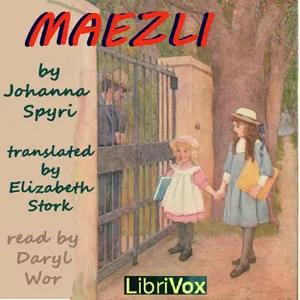 MAEZLI
by
Johanna
Spyri
translated
by
Elizabeth
Stork
read by
Daryl
Wor
LibriVox